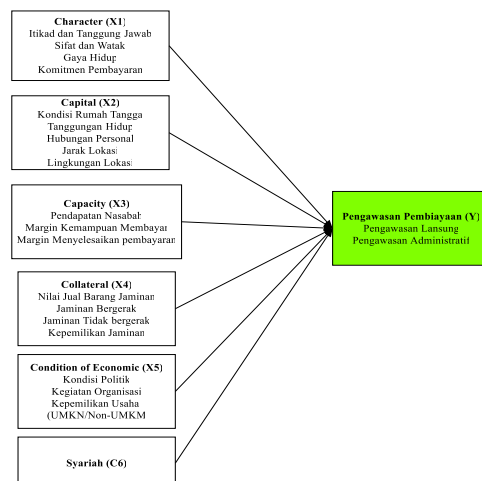 Character (X1)
Itikad dan Tanggung Jawab
Sifat dan Watak
Gaya Hidup
Komitmen Pembayaran
Capital (X2)
Kondisi Rumah Tangga
Tanggungan Hidup
Hubungan Personal
Jarak Lokasi
Lingkungan Lokasi
Capacity (X3)
Pendapatan Nasabah
Margin Kemampuan Membayar
Margin Menyelesaikan pembayaran
Collateral (X4)
Nilai Jual Barang Jaminan
Jaminan Bergerak
Jaminan Tidak bergerak
Kepemilikan Jaminan
Condition of Economic (X5)
Kondisi Politik
Kegiatan Organisasi
Kepemilikan Usaha
(UMKN/Non-UMKM
Syariah (C6)
Pengawasan Pembiayaan (Y)
Pengawasan Lansung
Pengawasan Administratif